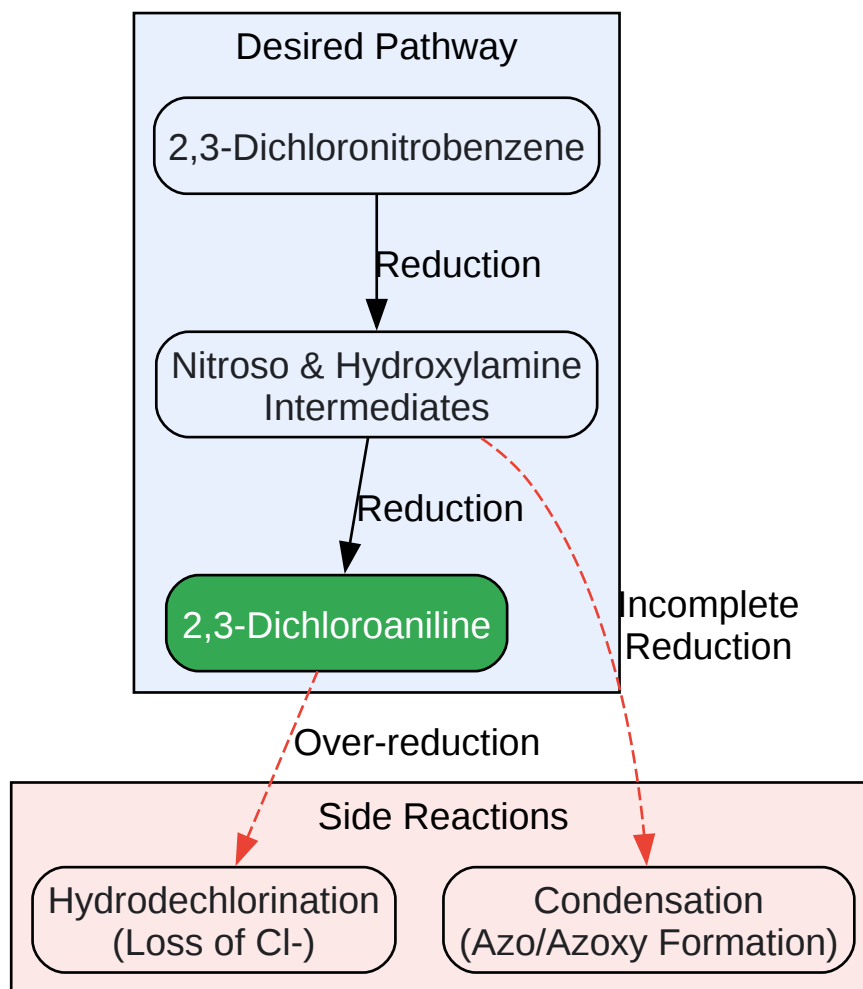 Desired Pathway
2,3-Dichloronitrobenzene
Reduction
Nitroso & Hydroxylamine
Intermediates
Reduction
2,3-Dichloroaniline
Incomplete
Reduction
Over-reduction
Side Reactions
Hydrodechlorination
(Loss of Cl-)
Condensation
(Azo/Azoxy Formation)